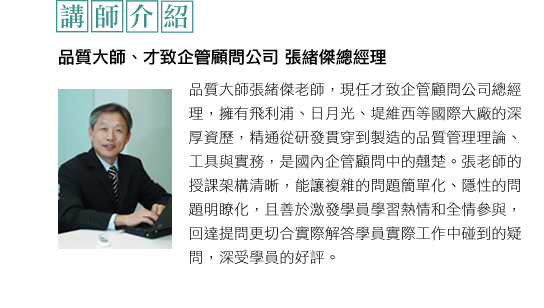 講師介紹
品質大師、才致企管顧問公司 張緒傑總經理
品質大師張緒傑老師，現任才致企管顧問公司總經
理，擁有飛利浦、日月光、堤維西等國際大廠的深
厚資歷，精通從研發貫穿到製造的品質管理理論、
工具與實務，是國內企管顧問中的翹楚。張老師的
授課架構清晰，能讓複雜的問題簡單化、隱性的問
題明瞭化，且善於激發學員學習熱情和全情參與，
回達提問更切合實際解答學員實際工作中碰到的疑
問，深受學員的好評。